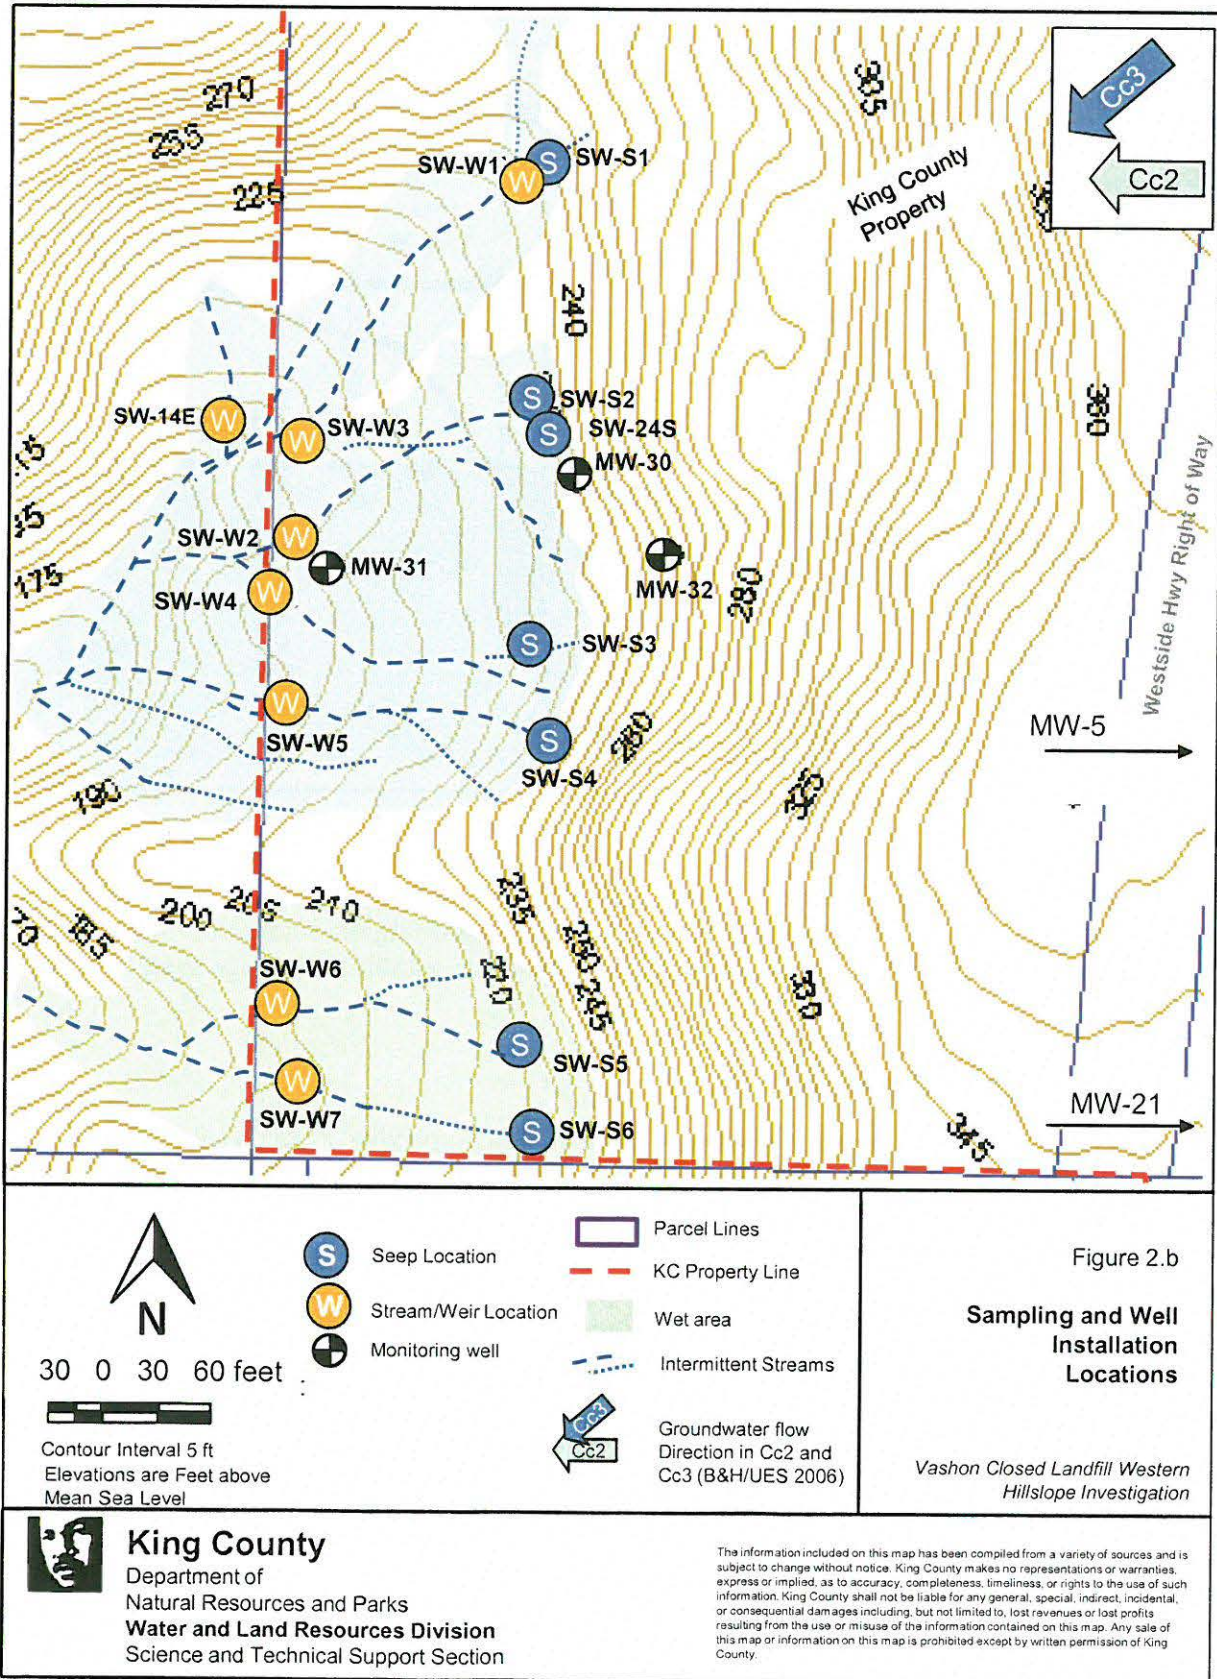 270
255
225
305
King County
Property
Cc3
Cc2
SW-W1
W
S
SW-S1
240
SW-14E
W
W
SW-W3
S
SW-S2
S
SW-24S
MW-30
380
Westside Hwy Right of Way
175
SW-W2
W
MW-31
SW-W4
W
MW-32
280
S
SW-S3
W
SW-W5
S
SW-S4
260
MW-5
190
200
205
210
185
235
250
245
220
330
SW-W6
W
S
SW-S5
W
SW-W7
S
SW-S6
MW-21
345
N
30 0 30 60 feet
Contour Interval 5 ft
Elevations are Feet above
Mean Sea Level
S
Seep Location
W
Stream/Weir Location
Monitoring well
Parcel Lines
KC Property Line
Wet area
Intermittent Streams
Cc3
Cc2
Groundwater flow
Direction in Cc2 and
Cc3 (B&H/UES 2006)
Figure 2.b
Sampling and Well
Installation
Locations
Vashon Closed Landfill Western
Hillslope Investigation
King County
Department of
Natural Resources and Parks
Water and Land Resources Division
Science and Technical Support Section
The information included on this map has been compiled from a variety of sources and is
subject to change without notice. King County makes no representations or warranties,
express or implied, as to accuracy, completeness, timeliness, or rights to the use of such
information. King County shall not be liable for any general, special, indirect, incidental,
or consequential damages including, but not limited to, lost revenues or lost profits
resulting from the use or misuse of the information contained on this map. Any sale of
this map or information on this map is prohibited except by written permission of King
County.